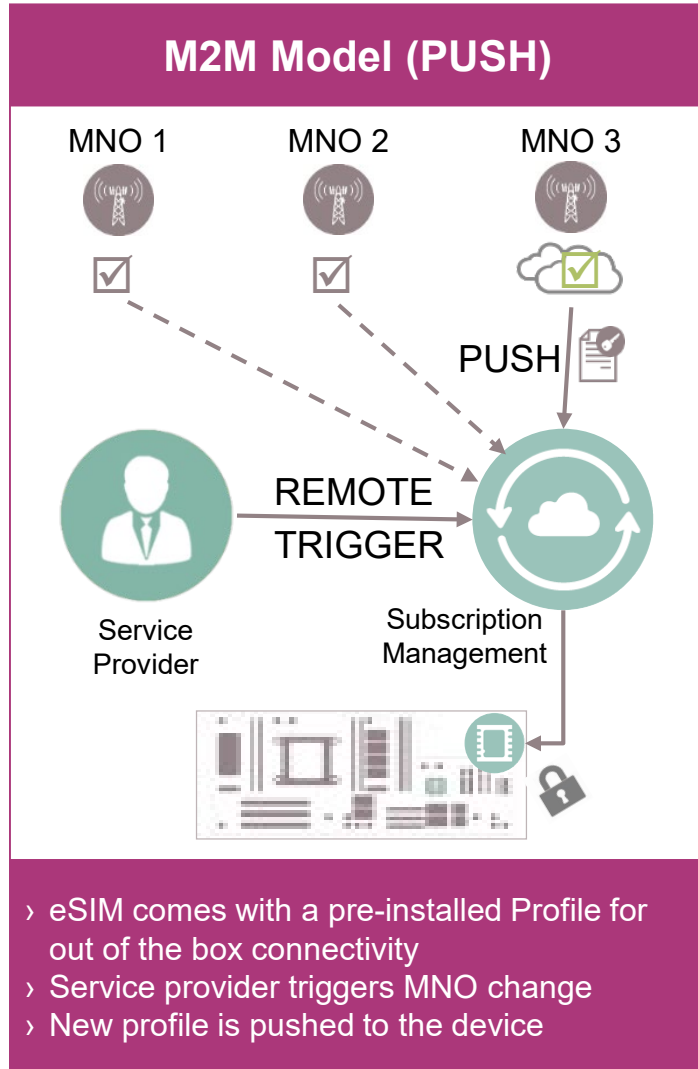 M2M Model (PUSH)
MNO 1
MNO 2
MNO 3
PUSH
REMOTE
TRIGGER
Service
Provider
Subscription
Management
› eSIM comes with a pre-installed Profile for
out of the box connectivity
› Service provider triggers MNO change
› New profile is pushed to the device